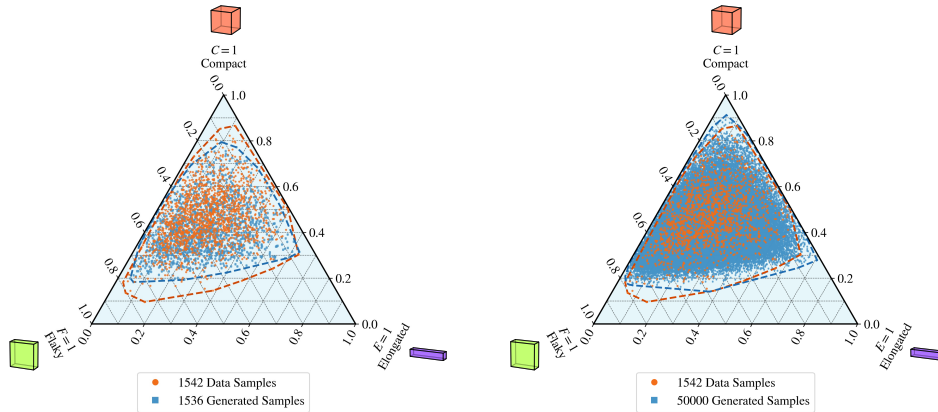 C = 1
Compact
0.0
1.0
0.2
0.8
0.4
0.6
0.6
0.4
0.8
0.2
1.0
0.0
F = 1
Flaky
0.0
0.2
0.4
0.6
0.8
1.0
E = 1
Elongated
1542 Data Samples
1536 Generated Samples
C = 1
Compact
0.0
1.0
0.2
0.8
0.4
0.6
0.6
0.4
0.8
0.2
1.0
0.0
F = 1
Flaky
0.0
0.2
0.4
0.6
0.8
1.0
E = 1
Elongated
1542 Data Samples
50000 Generated Samples